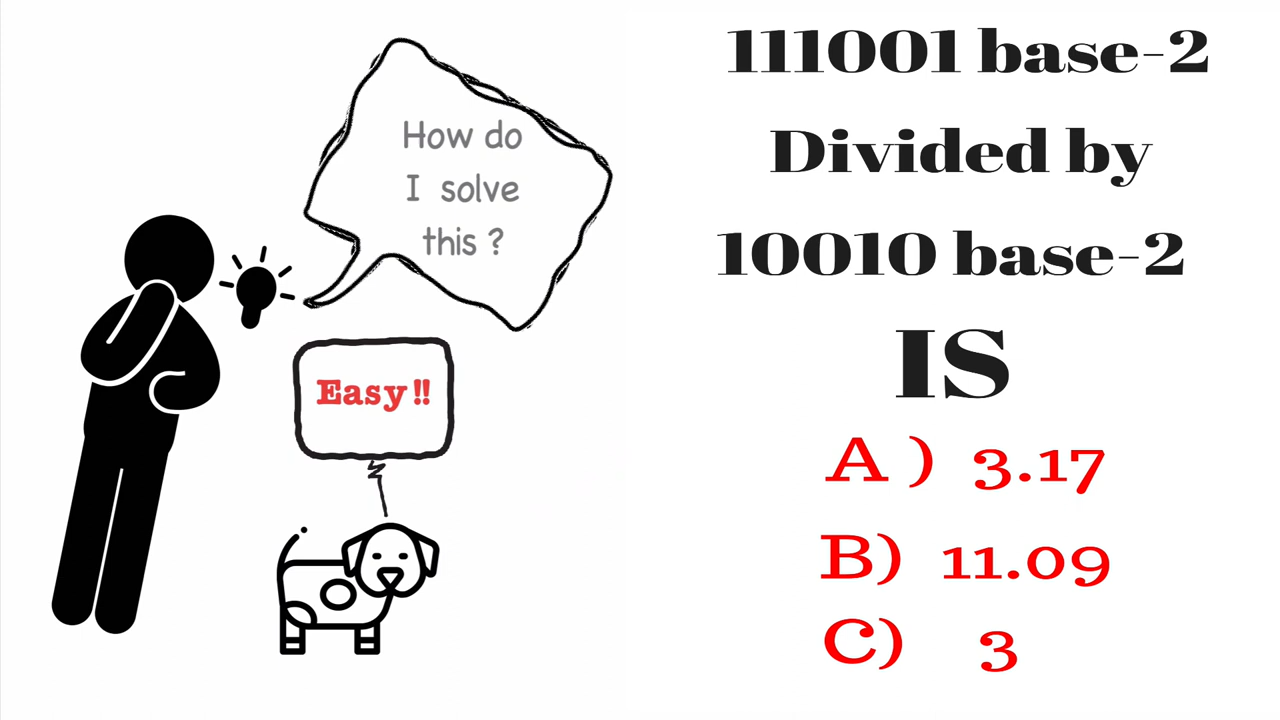 How do
I solve
this ?
Easy!!
111001 base-2
Divided by
10010 base-2
IS
A ) 3.17
B) 11.09
C) 3